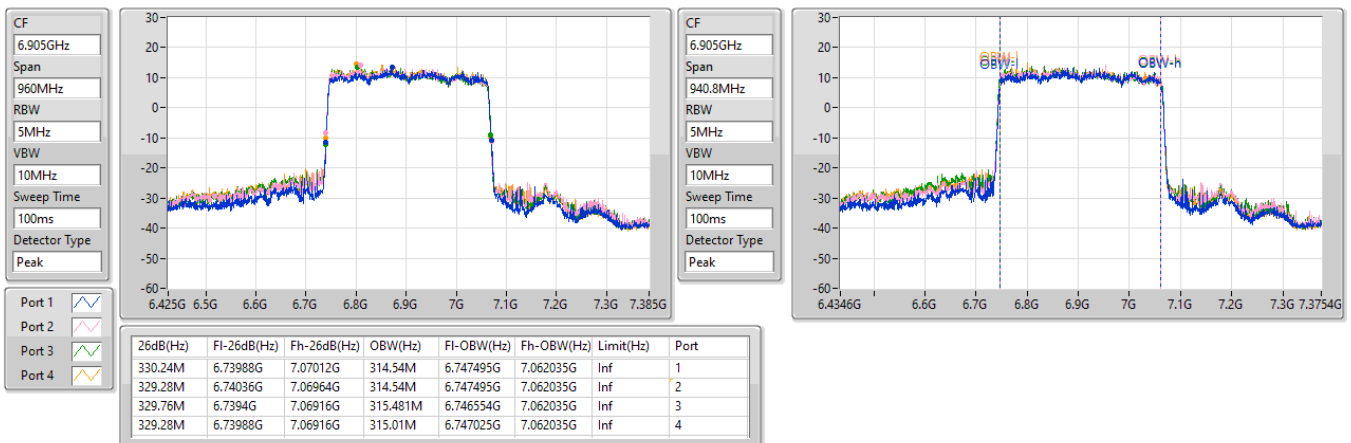 CF
6.905GHz
Span
960MHz
RBW
5MHz
VBW
10MHz
Sweep Time
100ms
Detector Type
Peak
30
20
10
0
-10
-20
-30
-40
-50
-60
6.425G 6.5G 6.6G 6.7G 6.8G 6.9G 7G 7.1G 7.2G 7.3G 7.385G
CF
6.905GHz
Span
940.8MHz
RBW
5MHz
VBW
10MHz
Sweep Time
100ms
Detector Type
Peak
30
20
10
0
-10
-20
-30
-40
-50
-60
OBW-l OBW-h
6.4346G 6.6G 6.7G 6.8G 6.9G 7G 7.1G 7.2G 7.3G 7.3754G
Port 1
Port 2
Port 3
Port 4
26dB(Hz) Fl-26dB(Hz) Fh-26dB(Hz) OBW(Hz) Fl-OBW(Hz) Fh-OBW(Hz) Limit(Hz) Port
330.24M 6.73988G 7.07012G 314.54M 6.747495G 7.062035G Inf 1
329.28M 6.74036G 7.06964G 314.54M 6.747495G 7.062035G Inf 2
329.76M 6.7394G 7.06916G 315.481M 6.746554G 7.062035G Inf 3
329.28M 6.73988G 7.06916G 315.01M 6.747025G 7.062035G Inf 4